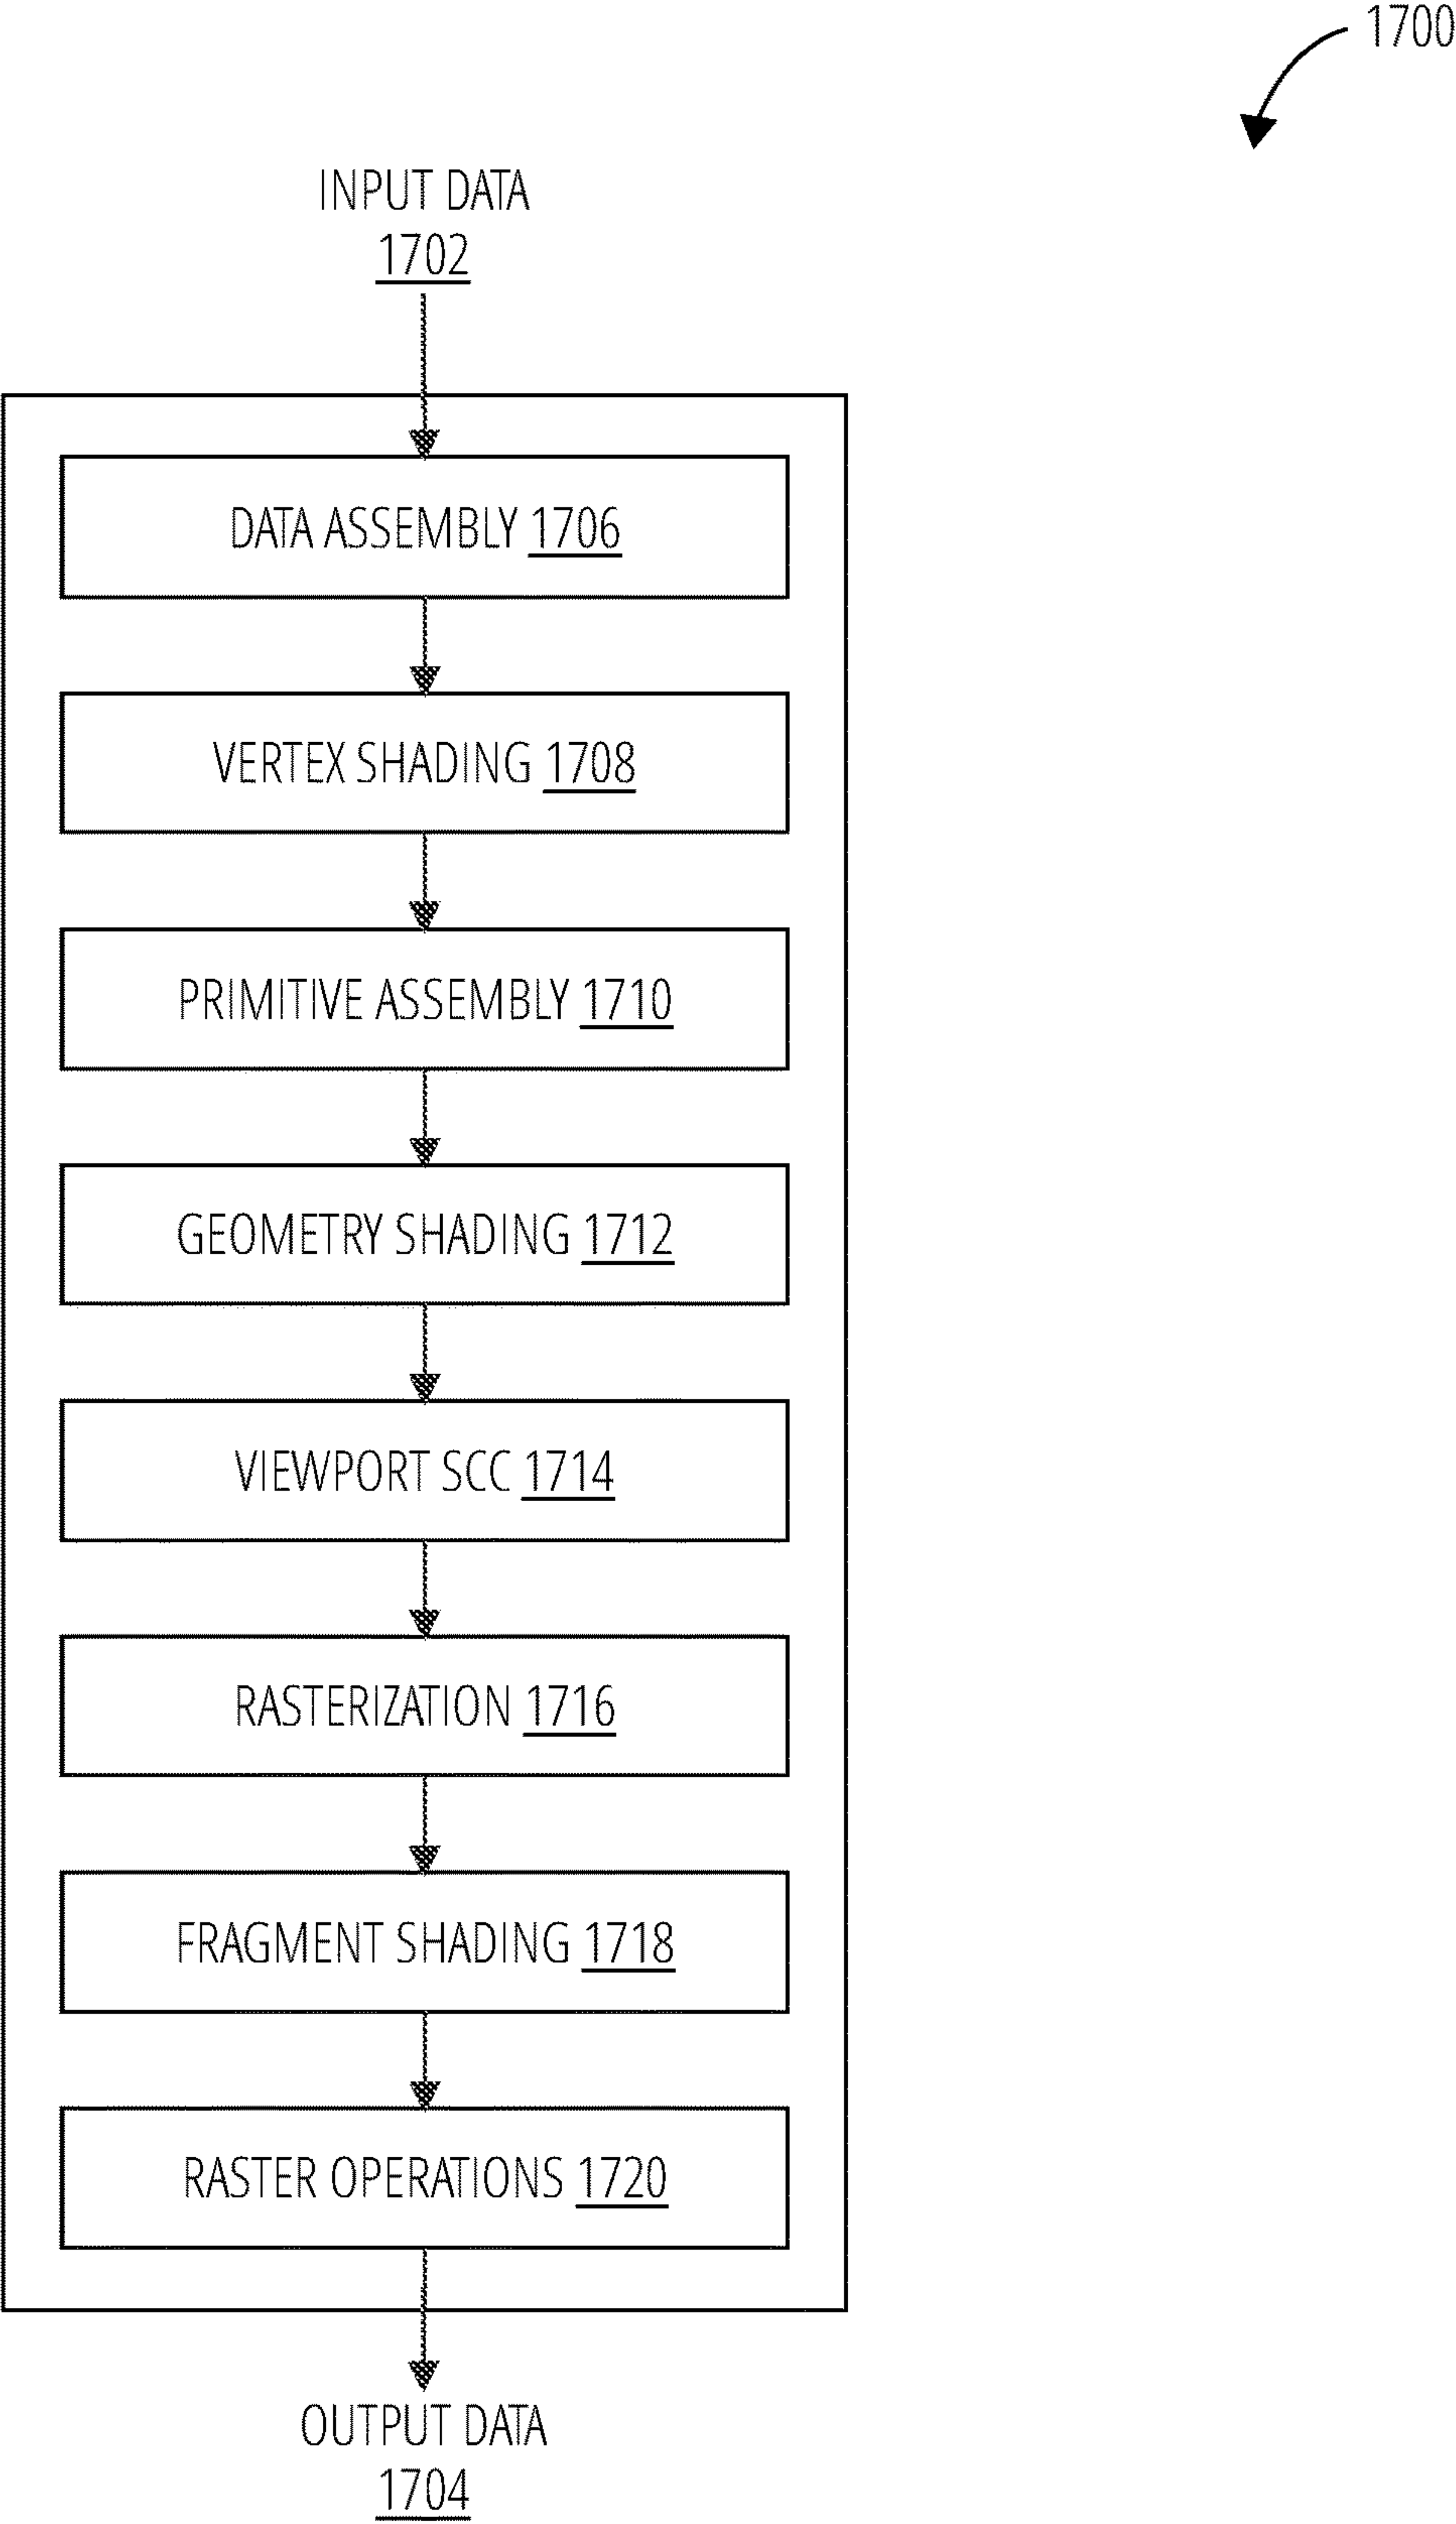 1700
INPUT DATA
1702
DATA ASSEMBLY 1706
VERTEX SHADING 1708
PRIMITIVE ASSEMBLY 1710
GEOMETRY SHADING 1712
VIEWPORT SCC 1714
RASTERIZATION 1716
FRAGMENT SHADING 1718
RASTER OPERATIONS 1720
OUTPUT DATA
1704